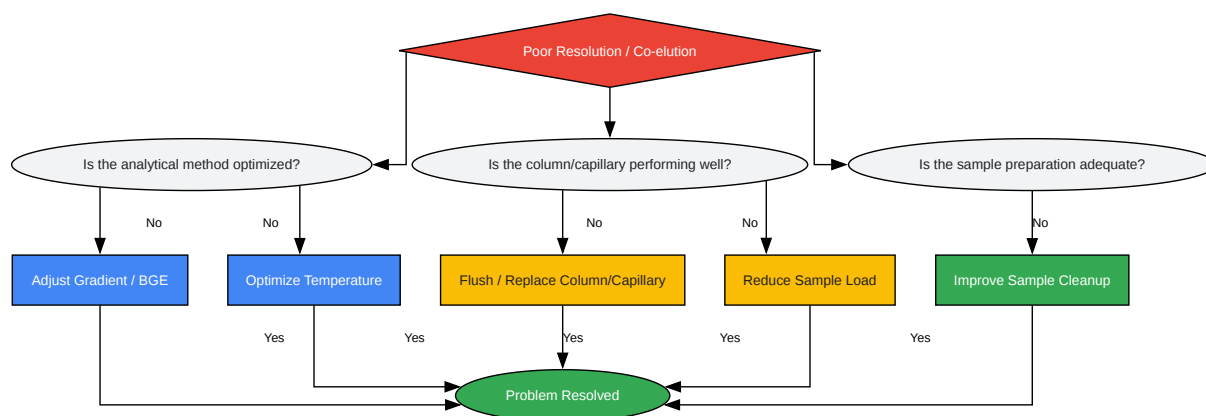 Poor Resolution / Co-elution
Is the analytical method optimized?
Is the column/capillary performing well?
Is the sample preparation adequate?
No
No
No
No
No
Adjust Gradient / BGE
Optimize Temperature
Flush / Replace Column/Capillary
Reduce Sample Load
Improve Sample Cleanup
Yes
Yes
Yes
Yes
Yes
Problem Resolved